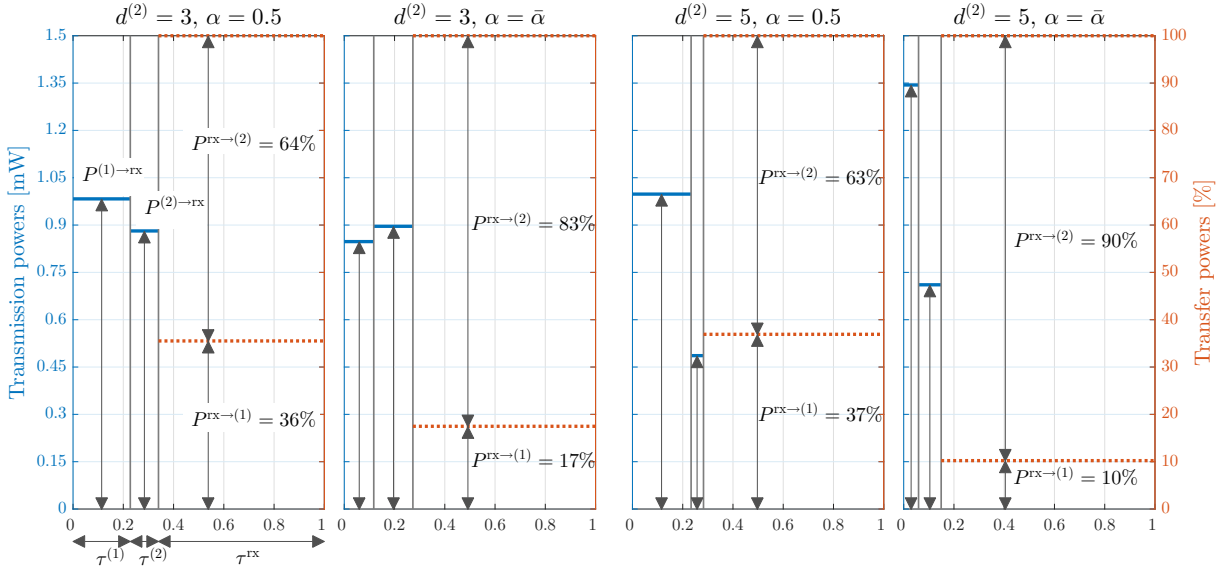 d^(2) = 3, α = 0.5
d^(2) = 3, α = ᾱ
d^(2) = 5, α = 0.5
d^(2) = 5, α = ᾱ
Transmission powers [mW]
1.5
1.35
1.2
1.05
0.9
0.75
0.6
0.45
0.3
0.15
0
P^(1)→rx
P^(2)→rx
P^rx→(2) = 64%
P^rx→(1) = 36%
0 0.2 0.4 0.6 0.8 1
τ^(1) τ^(2) τ^rx
P^rx→(2) = 83%
P^rx→(1) = 17%
0 0.2 0.4 0.6 0.8 1
P^rx→(2) = 63%
P^rx→(1) = 37%
0 0.2 0.4 0.6 0.8 1
P^rx→(2) = 90%
P^rx→(1) = 10%
0 0.2 0.4 0.6 0.8 1
100
90
80
70
60
50
40
30
20
10
0
Transfer powers [%]